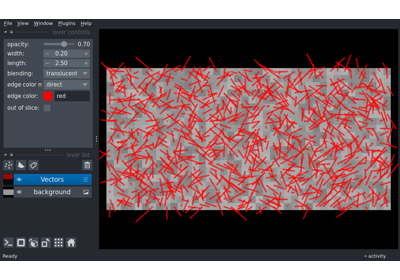 File View Window Plugins Help
layer controls
opacity: 0.70
width: 0.20
length: 2.50
blending: translucent
edge color m direct
edge color: red
out of slice:
layer list
Vectors
background
Ready
activity